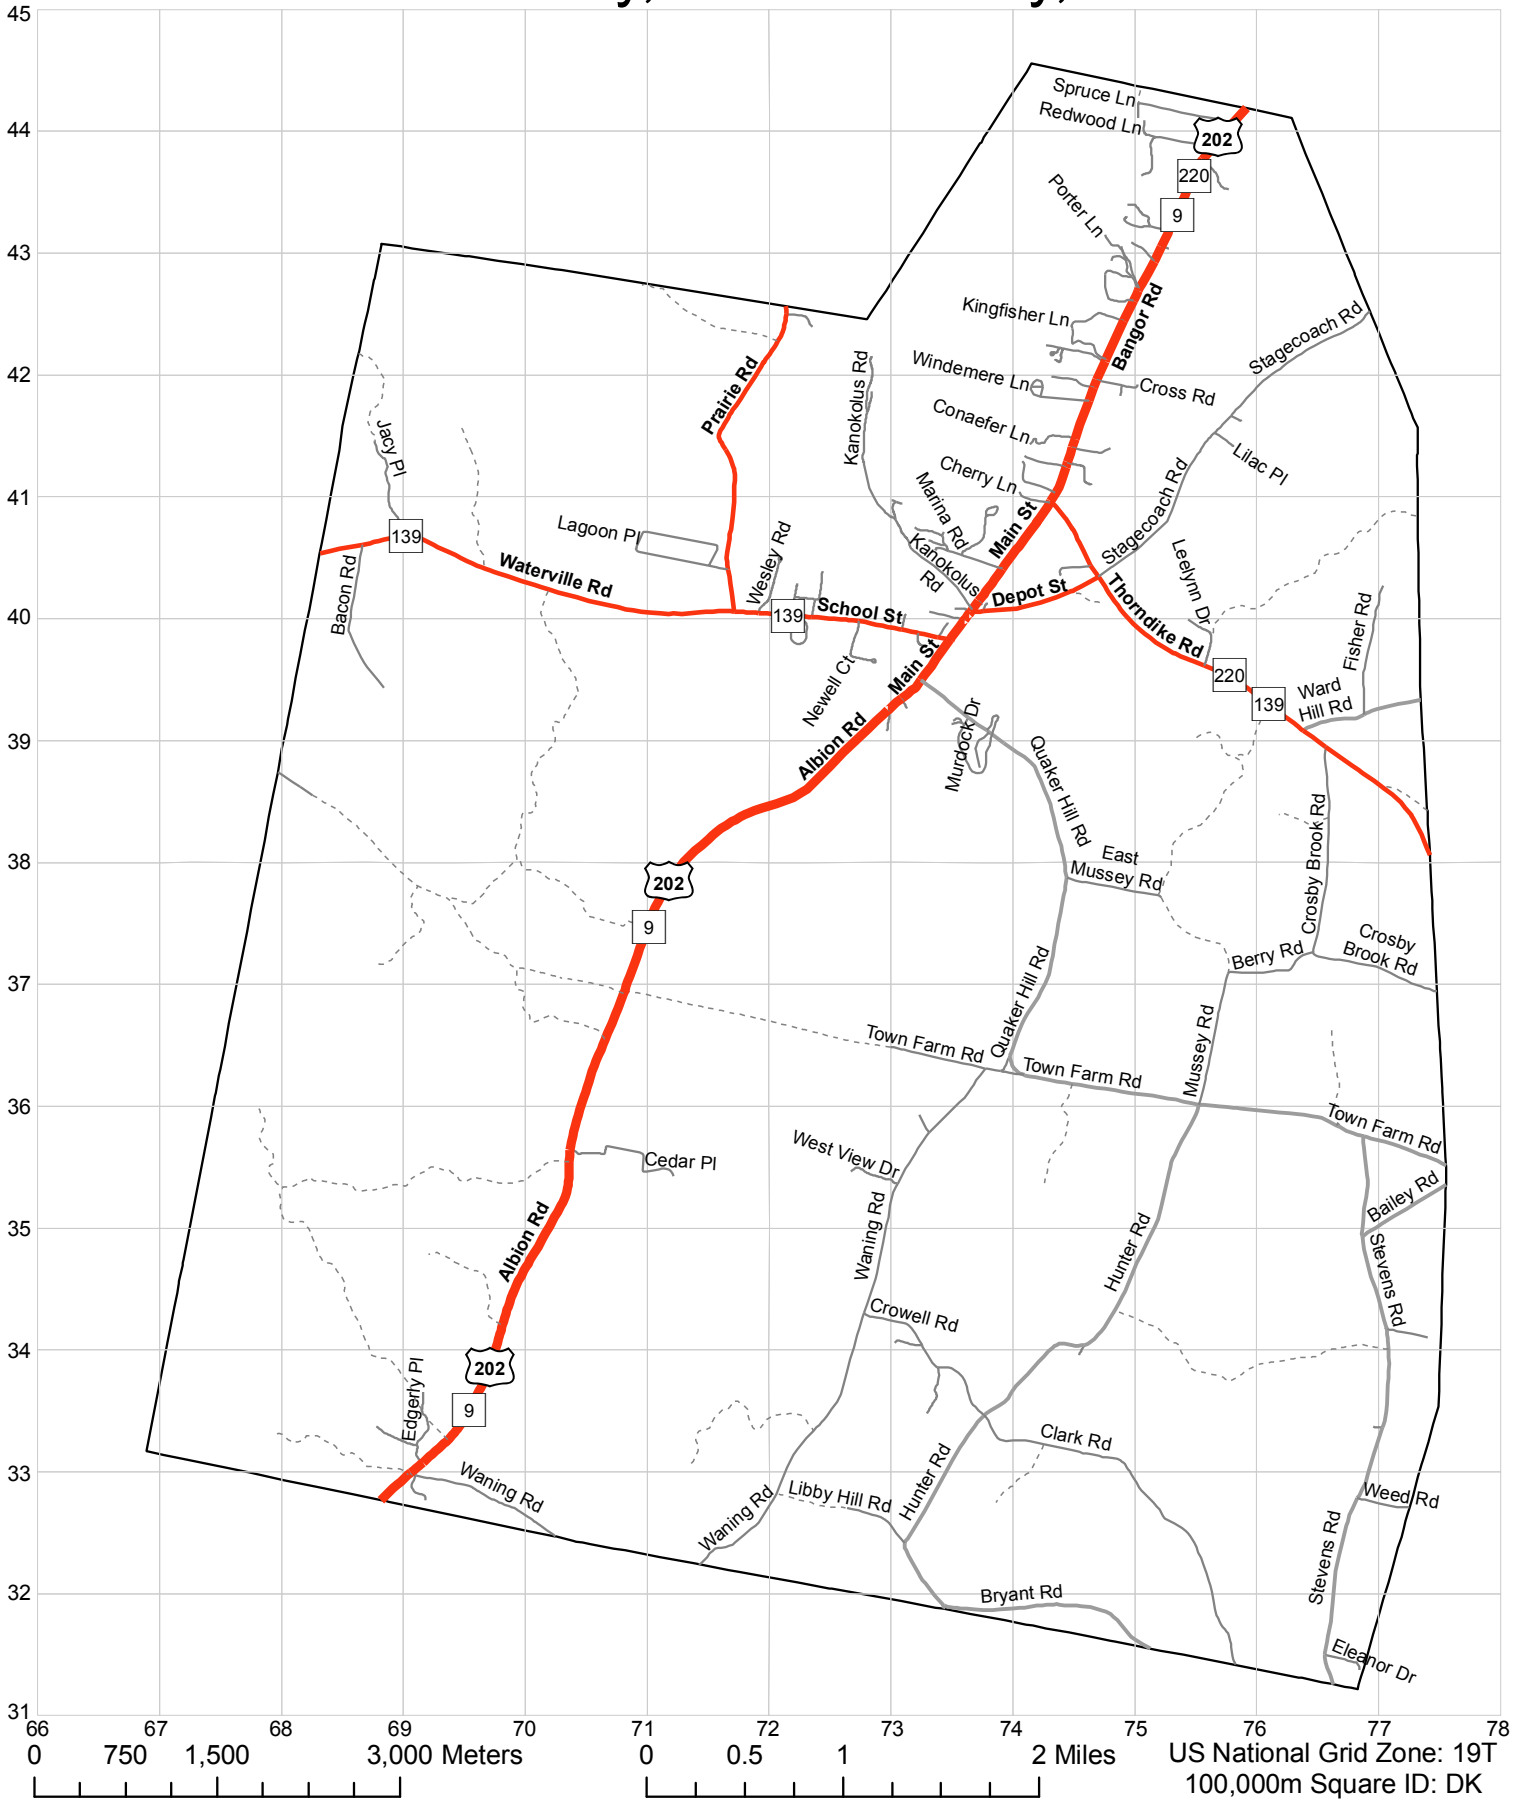 45
Spruce Ln
Redwood Ln
44
202
220
Porter Ln
9
43
Kingfisher Ln
Bangor Rd
Stagecoach Rd
Prairie Rd
Kanokolus Rd
42
Windemere Ln
Cross Rd
Conaefer Ln
Jacy Pl
Lilac Pl
Cherry Ln
41
Marina Rd
Main St
Stagecoach Rd
139
Lagoon Pl
Wesley Rd
Kanokolus
Rd
Leelynn Dr
Waterville Rd
Bacon Rd
Depot St
Thorndike Rd
40
139
School St
Fisher Rd
Main St
Newell Ct
220
Ward
Hill Rd
139
Murdock Dr
39
Albion Rd
Quaker Hill Rd
Crosby Brook Rd
38
202
East
Mussey Rd
9
Crosby
Brook Rd
Berry Rd
37
Quaker Hill Rd
Mussey Rd
Town Farm Rd
Town Farm Rd
36
Town Farm Rd
West View Dr
Cedar Pl
Bailey Rd
35
Albion Rd
Waning Rd
Hunter Rd
Stevens Rd
Crowell Rd
34
202
Edgerly Pl
9
Clark Rd
33
Waning Rd
Hunter Rd
Libby Hill Rd
Weed Rd
Waning Rd
Stevens Rd
32
Bryant Rd
Eleanor Dr
31
66 67 68 69 70 71 72 73 74 75 76 77 78
0 750 1,500 3,000 Meters
0 0.5 1 2 Miles
US National Grid Zone: 19T
100,000m Square ID: DK